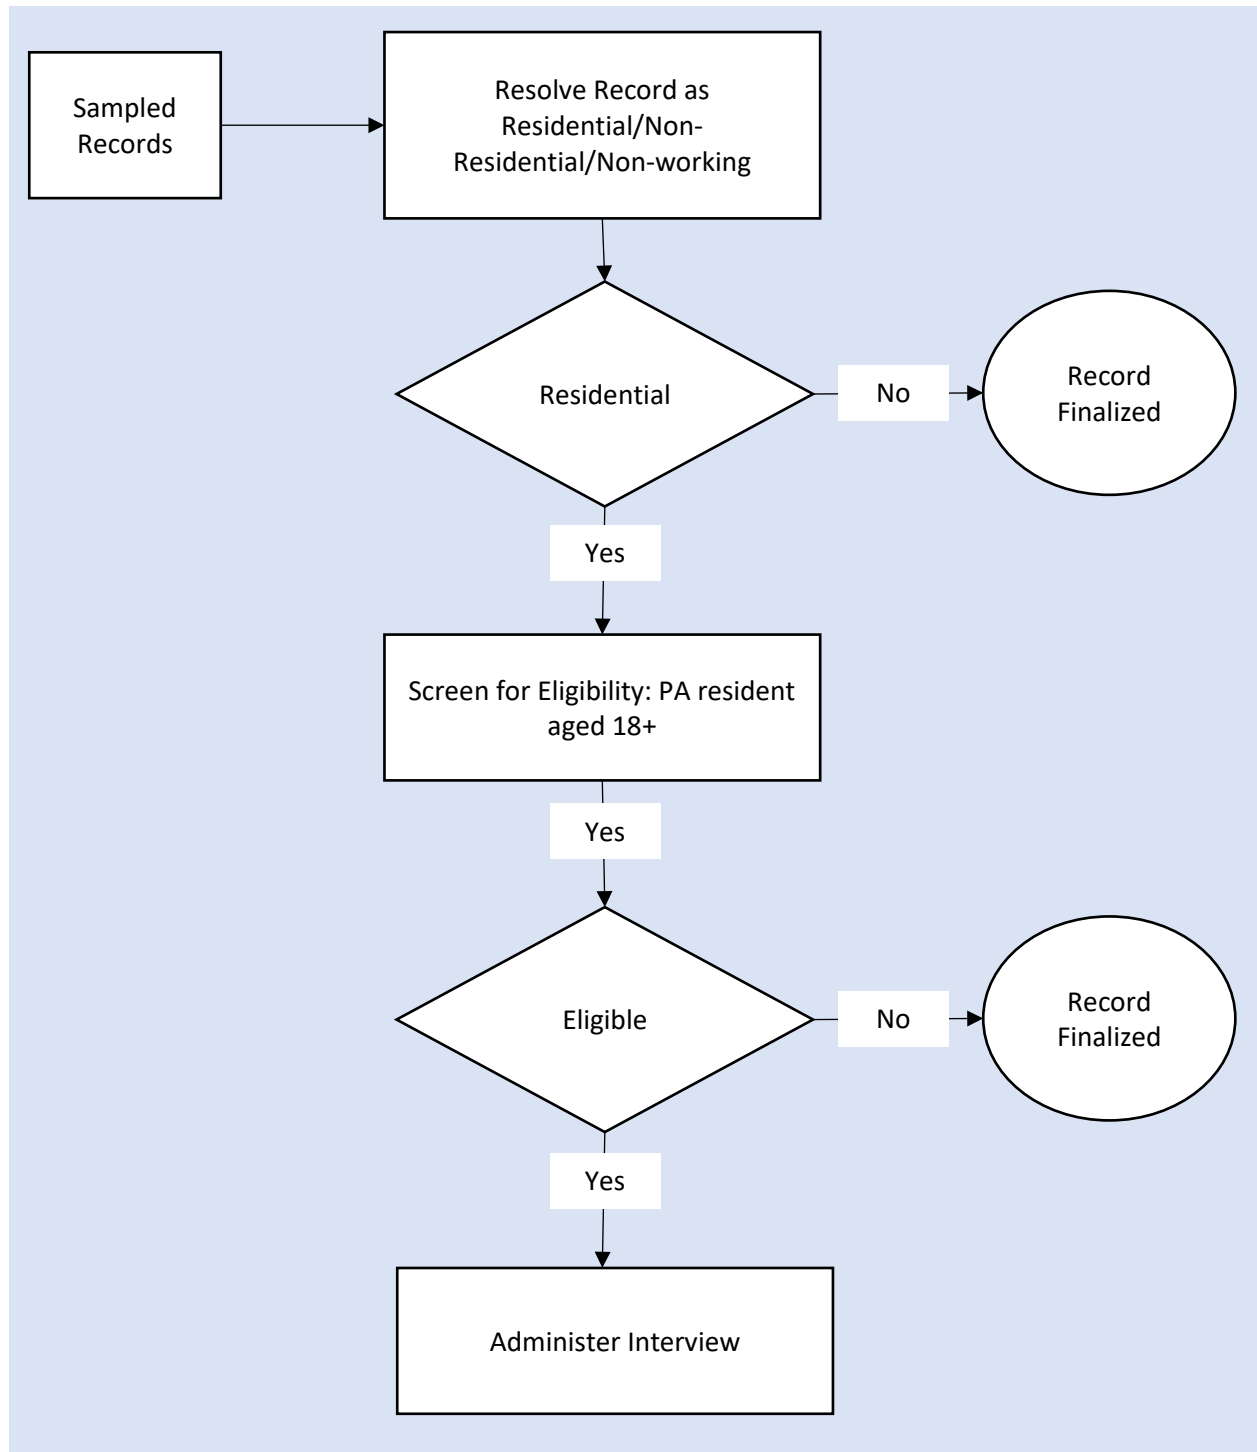 Sampled
Records
Resolve Record as
Residential/Non-
Residential/Non-working
Residential
No
Record
Finalized
Yes
Screen for Eligibility: PA resident
aged 18+
Yes
Eligible
No
Record
Finalized
Yes
Administer Interview